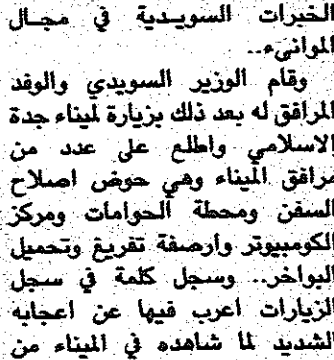 الخبرات السويدية في مجال
الموانيء..
وقام الوزير السويدي والوفد
المرافق له بعد ذلك بزيارة لميناء جدة
الاسلامي واطلع على عدد من
مرافق الميناء وهي حوض اصلاح
السفن ومحطة الحوامات ومركز
الكومبيوتر وارصفة تفريغ وتحميل
البواخر.. وسجل كلمة في سجل
الزيارات اعرب فيها عن اعجابه
الشديد لما شاهده في الميناء من